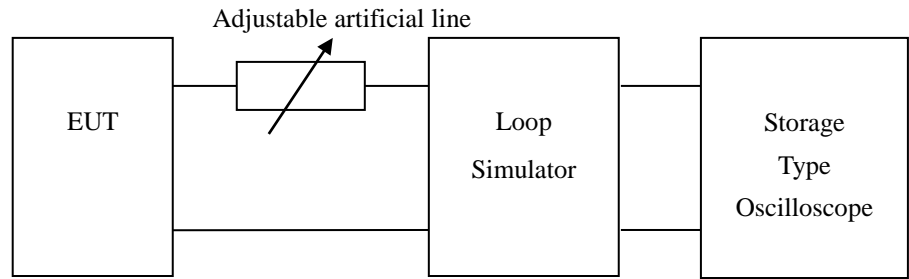 Adjustable artificial line
EUT
Loop
Simulator
Storage
Type
Oscilloscope